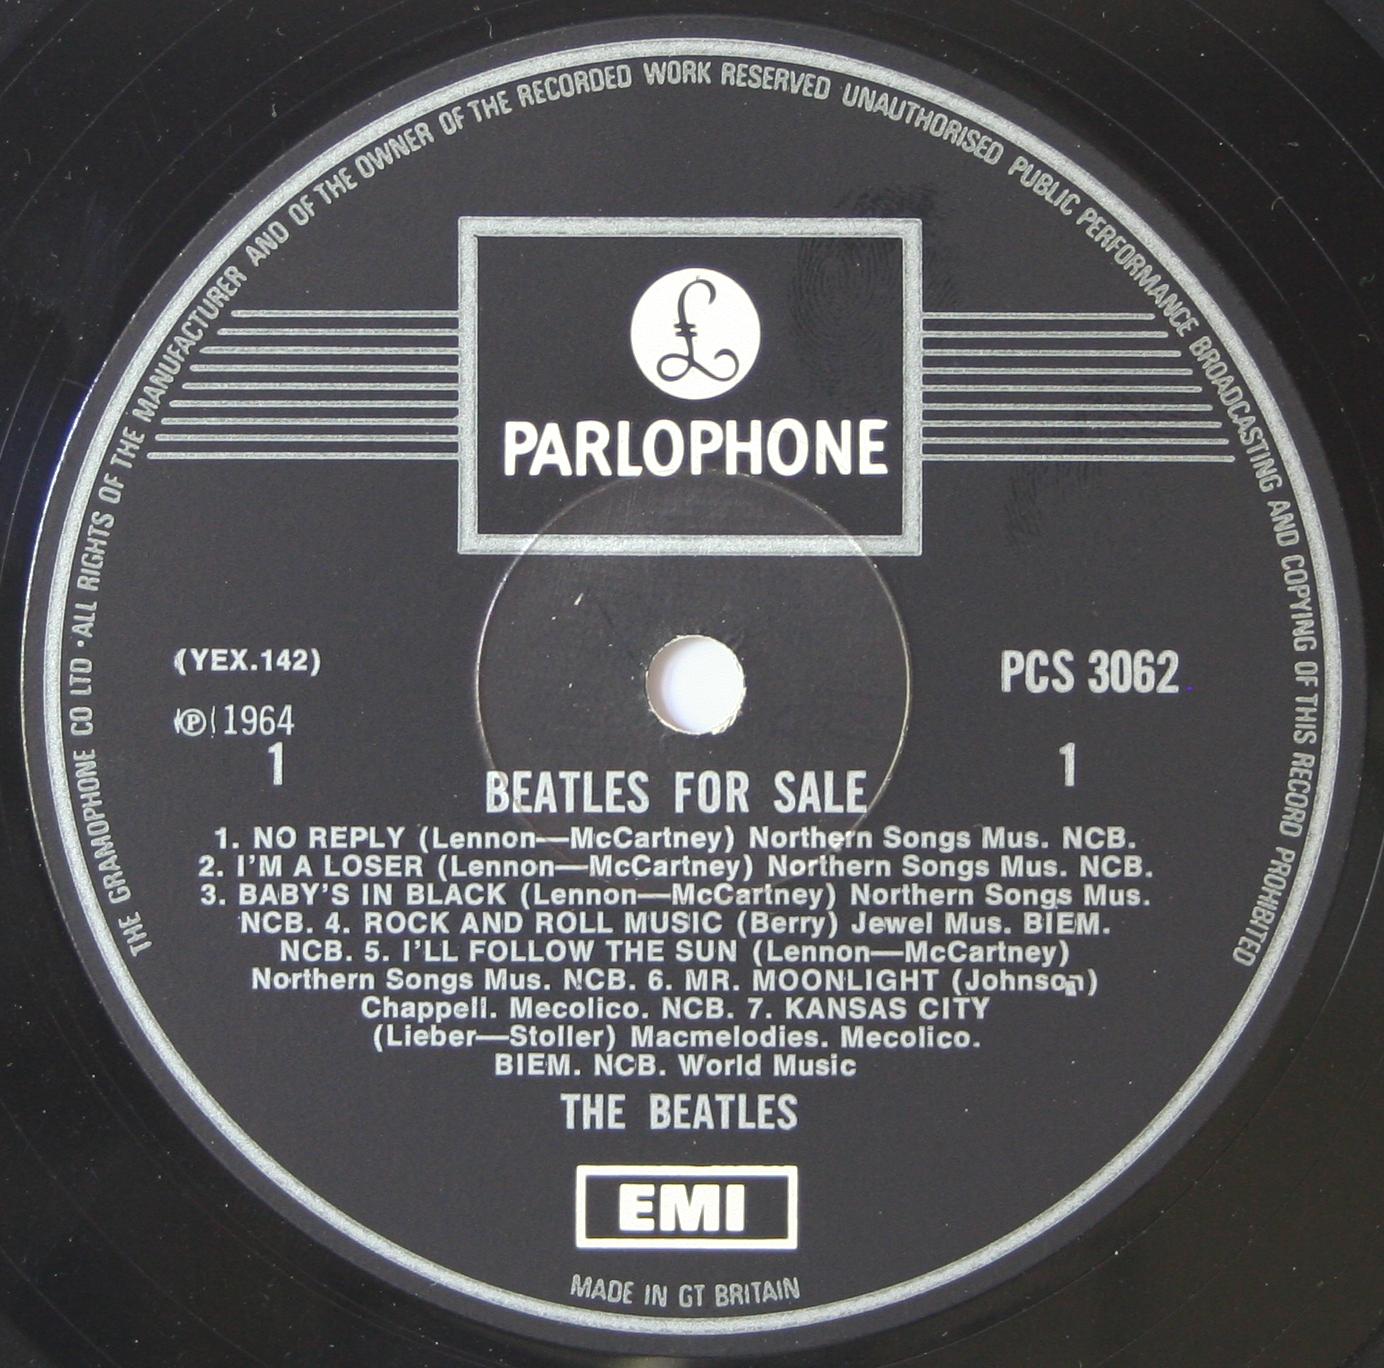 THE GRAMOPHONE CO LTD · ALL RIGHTS OF THE MANUFACTURER AND OF THE OWNER OF THE RECORDED WORK RESERVED UNAUTHORISED PUBLIC PERFORMANCE BROADCASTING AND COPYING OF THIS RECORD PROHIBITED
£
PARLOPHONE
(YEX.142)
PCS 3062
(℗) 1964
1
1
BEATLES FOR SALE
1. NO REPLY (Lennon—McCartney) Northern Songs Mus. NCB.
2. I'M A LOSER (Lennon—McCartney) Northern Songs Mus. NCB.
3. BABY'S IN BLACK (Lennon—McCartney) Northern Songs Mus.
NCB. 4. ROCK AND ROLL MUSIC (Berry) Jewel Mus. BIEM.
NCB. 5. I'LL FOLLOW THE SUN (Lennon—McCartney)
Northern Songs Mus. NCB. 6. MR. MOONLIGHT (Johnson)
Chappell. Mecolico. NCB. 7. KANSAS CITY
(Lieber—Stoller) Macmelodies. Mecolico.
BIEM. NCB. World Music
THE BEATLES
EMI
MADE IN GT BRITAIN